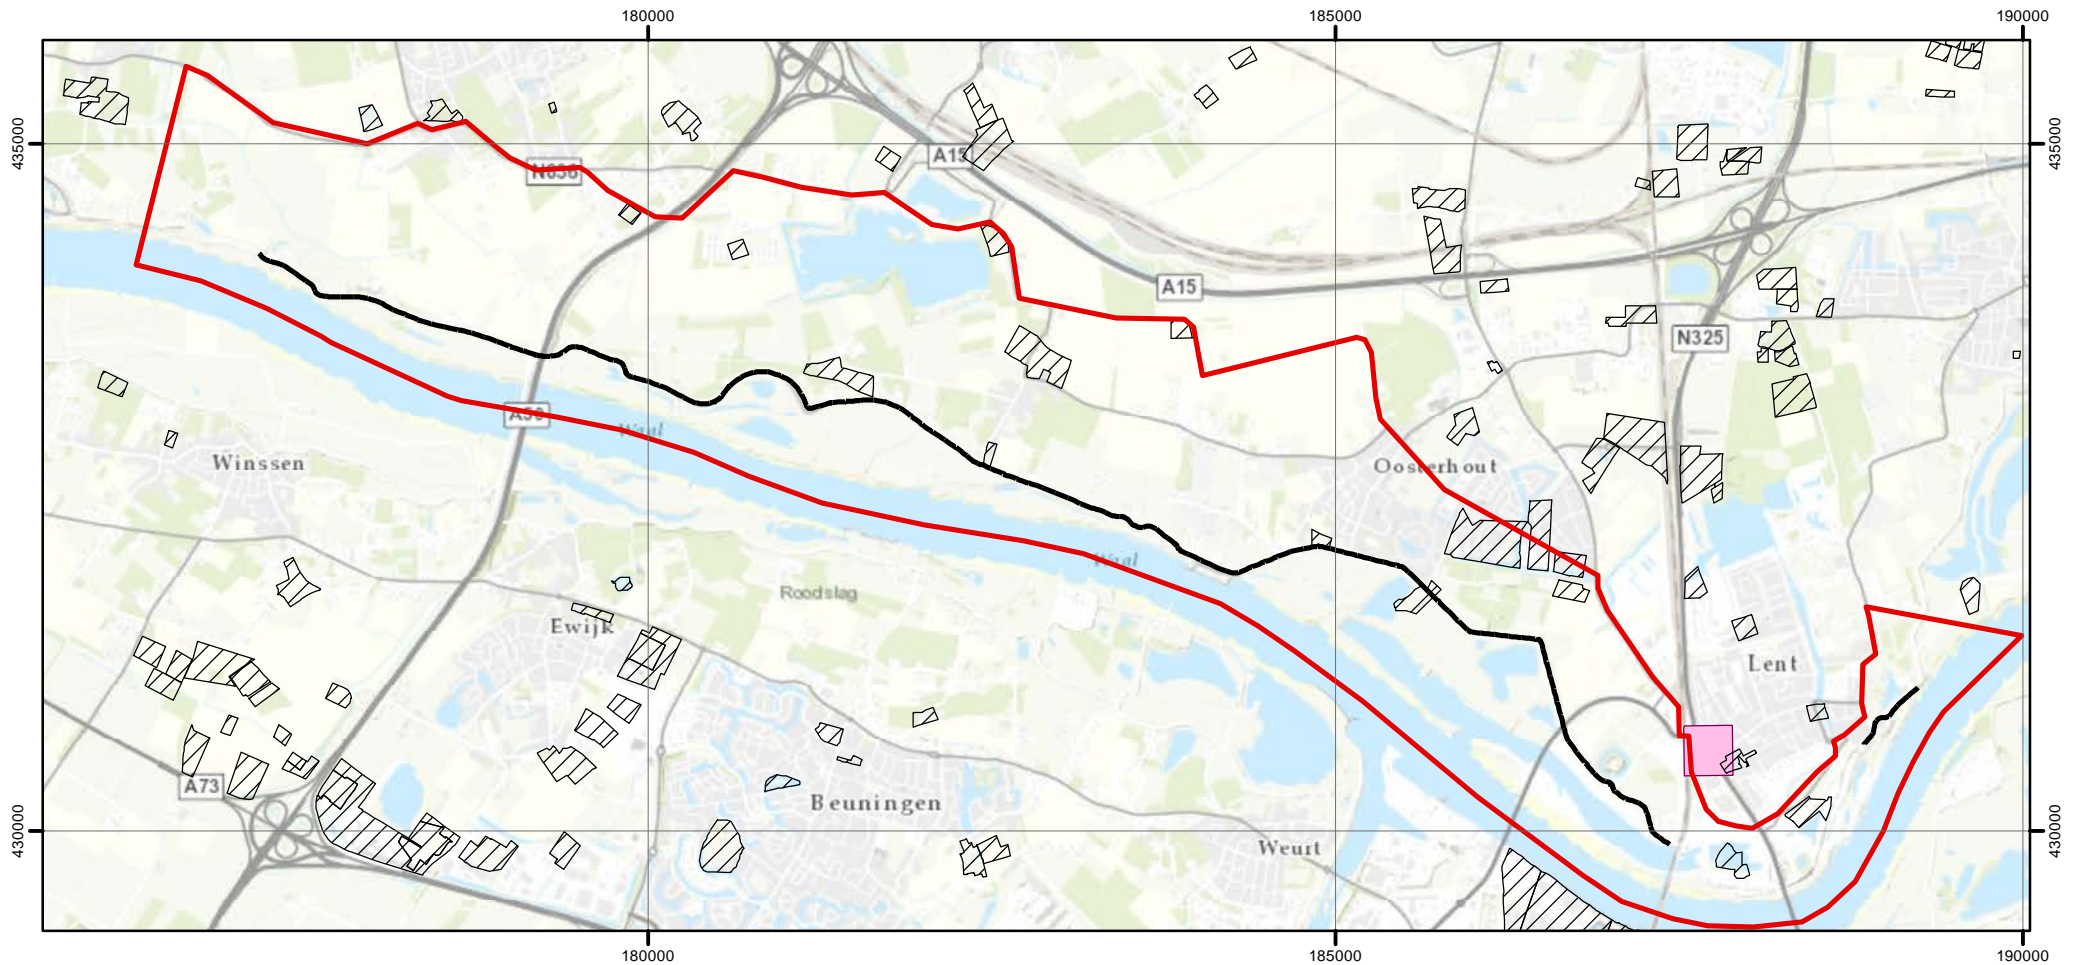 180000
185000
190000
435000
435000
A15
N836
A15
N325
A50
Waal
Winssen
Oosterhout
Waal
Roodslag
Ewijk
Lent
A73
Beuningen
Weurt
430000
430000
180000
185000
190000